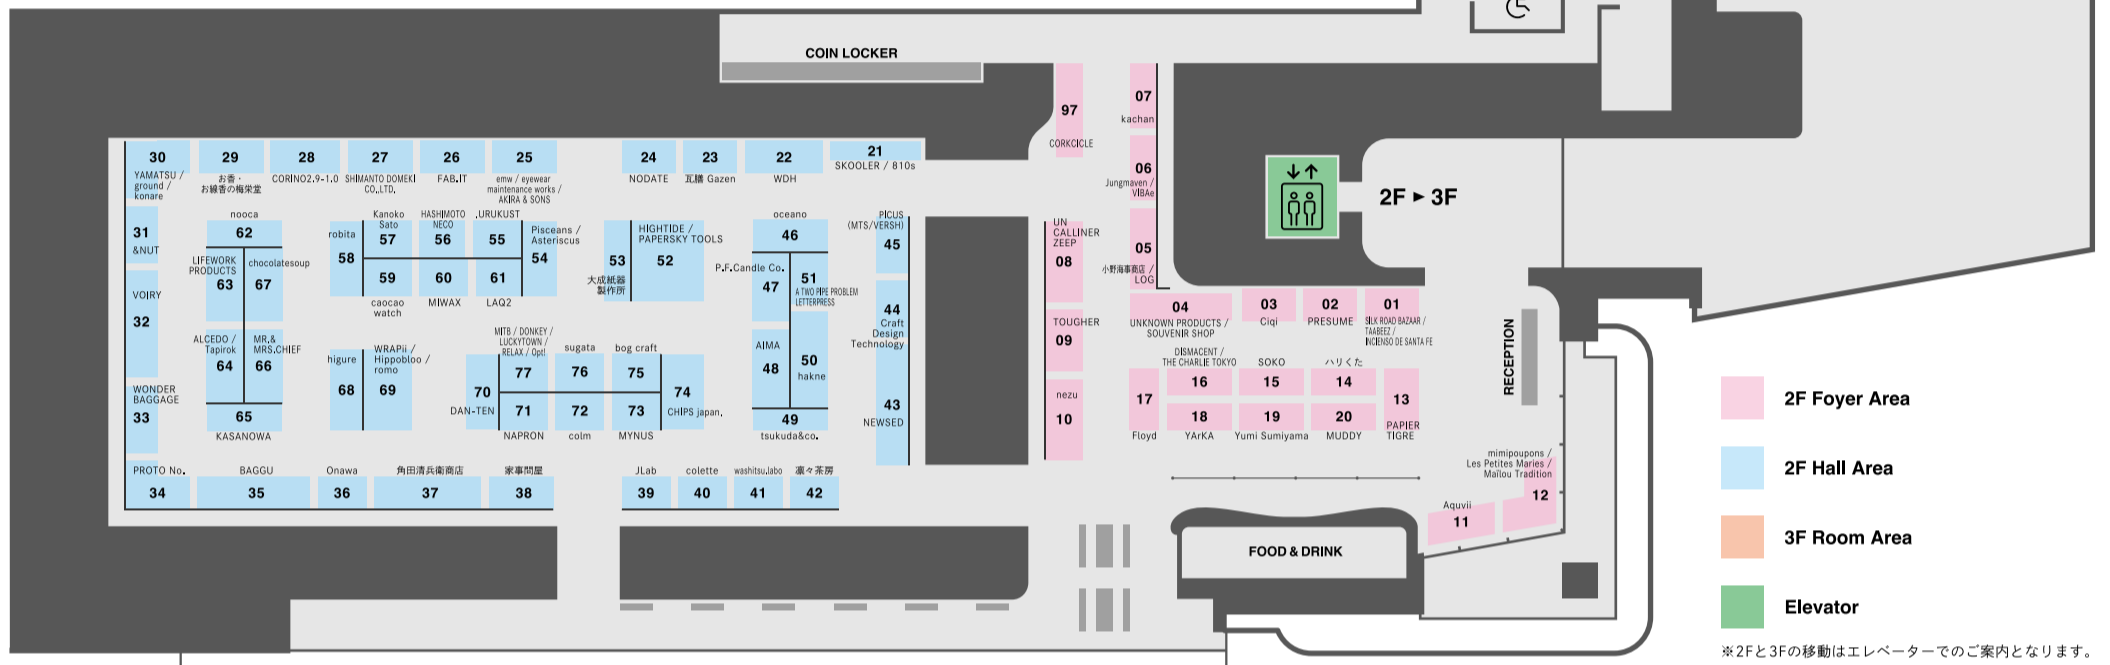 COIN LOCKER
30
YAMATSU /
ground /
konare
29
お香・
お線香の梅栄堂
28
CORINO2.9-1.0
27
SHIMANTO DOMEKI
CO.,LTD.
26
FAB.IT
25
emw / eyewear
maintenance works /
AKIRA & SONS
24
NODATE
23
瓦膳 Gazen
22
WDH
21
SKOOLER / 810s
97
CORKCICLE
07
kachan
06
Jungmaven /
VIBAe
05
小野海事商店 /
LOG
2F ▶ 3F
31
&NUT
VOIRY
32
WONDER
BAGGAGE
33
PROTO No.
34
nooca
62
LIFEWORK
PRODUCTS
63
chocolatesoup
67
ALCEDO /
Tapirok
64
MR.&
MRS.CHIEF
66
65
KASANOWA
robita
58
Kanoko
Sato
57
HASHIMOTO
NECO
56
.URUKUST
55
Pisceans /
Asteriscus
54
59
caocao
watch
60
MIWAX
61
LAQ2
53
大成紙器
製作所
HIGHTIDE /
PAPERSKY TOOLS
52
oceano
46
P.F.Candle Co.
47
51
A TWO PIPE PROBLEM
LETTERPRESS
AIMA
48
50
hakne
49
tsukuda&co.
PICUS
(MTS/VERSH)
45
44
Craft
Design
Technology
43
NEWSED
higure
68
WRAPii /
Hippobloo /
romo
69
70
DAN-TEN
MITB / DONKEY /
LUCKYTOWN /
RELAX / Opt!
77
sugata
76
bog craft
75
74
CHIPS japan.
71
NAPRON
72
colm
73
MYNUS
BAGGU
35
Onawa
36
角田清兵衛商店
37
家事問屋
38
JLab
39
colette
40
washitsu.labo
41
凛々茶房
42
UN
CALLINER
ZEEP
08
TOUGHER
09
nezu
10
04
UNKNOWN PRODUCTS /
SOUVENIR SHOP
03
Ciqi
02
PRESUME
01
SILK ROAD BAZAAR /
TAABEEZ /
INCIENSO DE SANTA FE
RECEPTION
17
Floyd
DISMACENT /
THE CHARLIE TOKYO
16
SOKO
15
ハリくた
14
13
PAPIER
TIGRE
18
YArKA
19
Yumi Sumiyama
20
MUDDY
mimipoupons /
Les Petites Maries /
Maïlou Tradition
12
Aquvii
11
FOOD & DRINK
2F Foyer Area
2F Hall Area
3F Room Area
Elevator
※2Fと3Fの移動はエレベーターでのご案内となります。